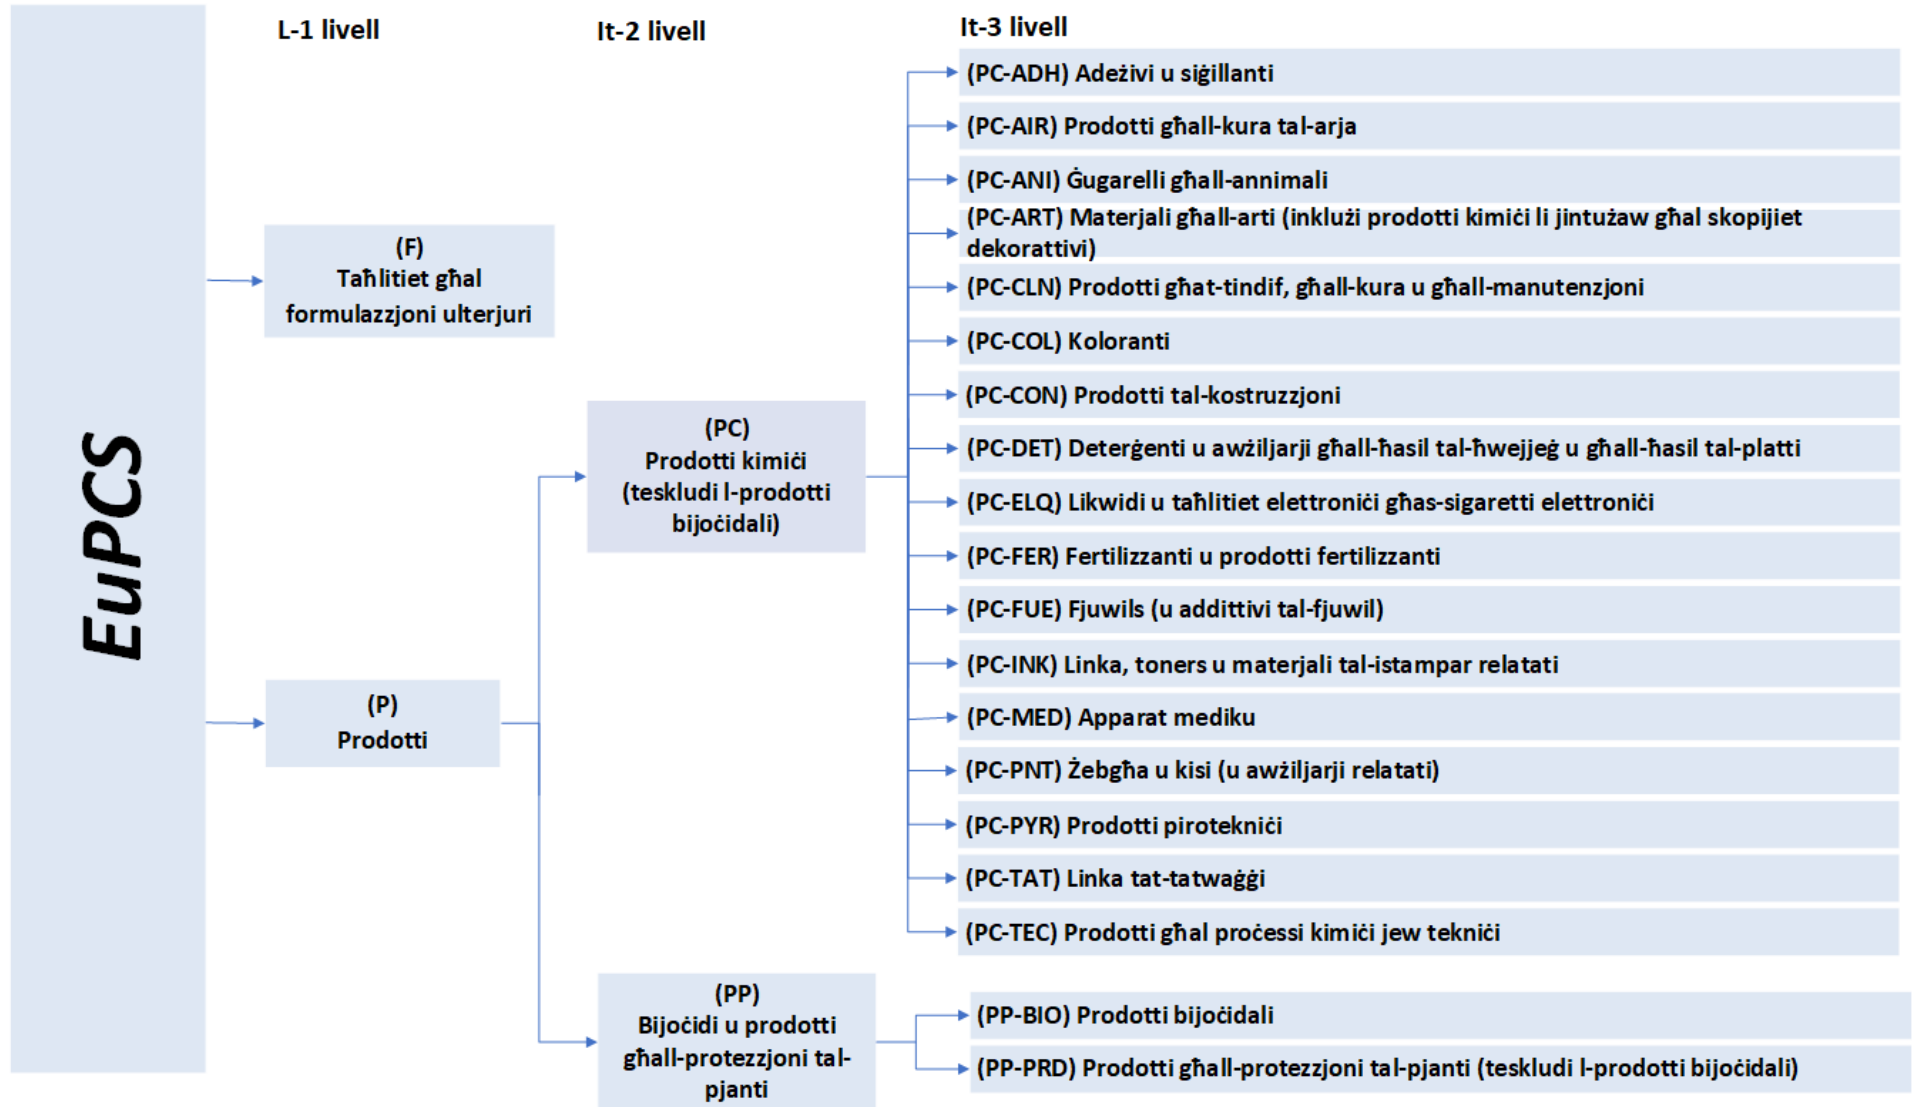 EuPCS
L-1 livell
It-2 livell
It-3 livell
(F)
Taħlitiet għal
formulazzjoni ulterjuri
(P)
Prodotti
(PC)
Prodotti kimiċi
(teskludi l-prodotti
bijoċidali)
(PP)
Bijoċidi u prodotti
għall-protezzjoni tal-
pjanti
(PC-ADH) Adeżivi u siġillanti
(PC-AIR) Prodotti għall-kura tal-arja
(PC-ANI) Ġugarelli għall-annimali
(PC-ART) Materjali għall-arti (inklużi prodotti kimiċi li jintużaw għal skopijiet
dekorattivi)
(PC-CLN) Prodotti għat-tindif, għall-kura u għall-manutenzjoni
(PC-COL) Koloranti
(PC-CON) Prodotti tal-kostruzzjoni
(PC-DET) Deterġenti u awżiljarji għall-ħasil tal-ħwejjeġ u għall-ħasil tal-platti
(PC-ELQ) Likwidi u taħlitiet elettroniċi għas-sigaretti elettroniċi
(PC-FER) Fertilizzanti u prodotti fertilizzanti
(PC-FUE) Fjuwils (u addittivi tal-fjuwil)
(PC-INK) Linka, toners u materjali tal-istampar relatati
(PC-MED) Apparat mediku
(PC-PNT) Żebgħa u kisi (u awżiljarji relatati)
(PC-PYR) Prodotti pirotekniċi
(PC-TAT) Linka tat-tatwaġġi
(PC-TEC) Prodotti għal proċessi kimiċi jew tekniċi
(PP-BIO) Prodotti bijoċidali
(PP-PRD) Prodotti għall-protezzjoni tal-pjanti (teskludi l-prodotti bijoċidali)